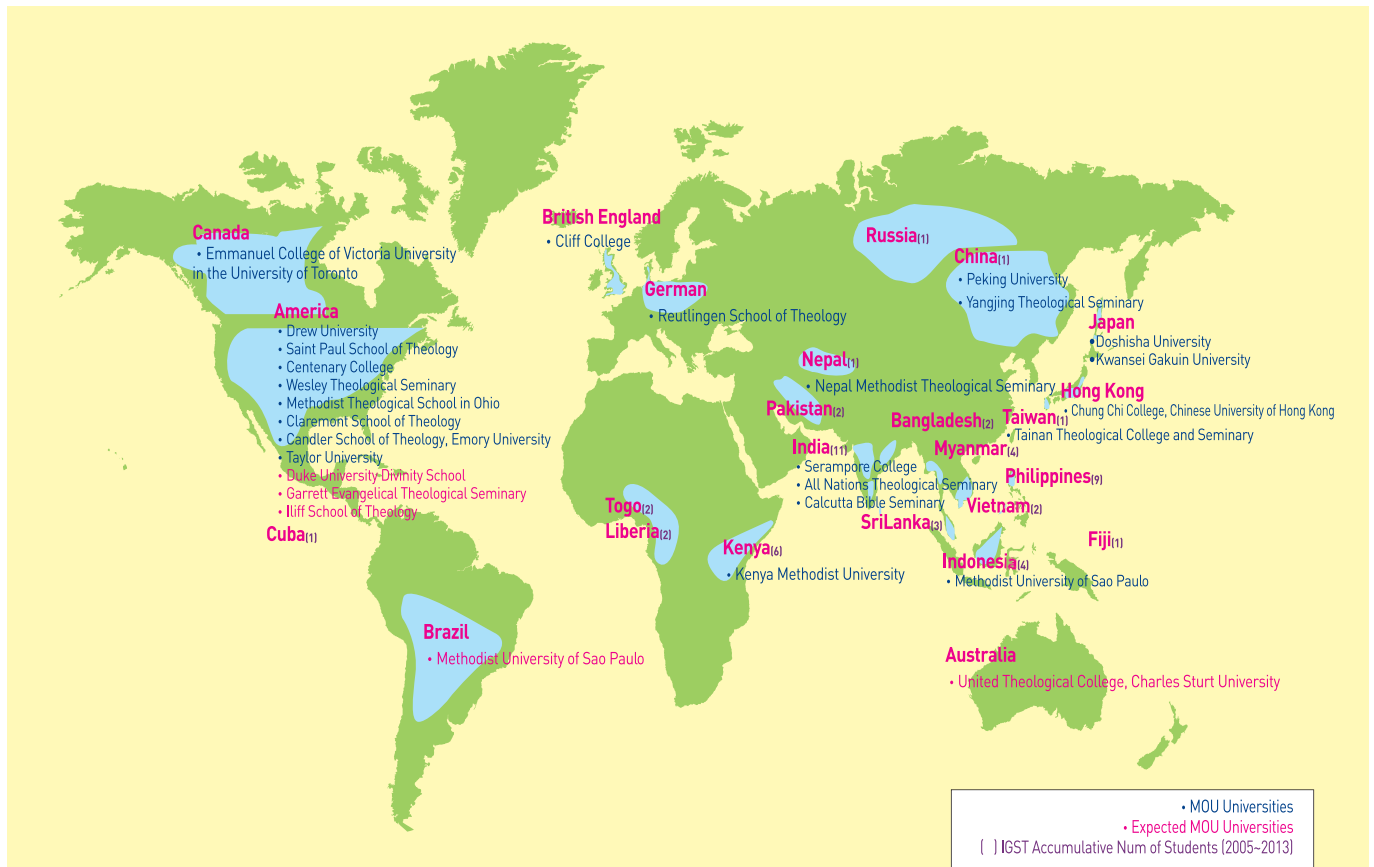 Canada
• Emmanuel College of Victoria University
in the University of Toronto
America
• Drew University
• Saint Paul School of Theology
• Centenary College
• Wesley Theological Seminary
• Methodist Theological School in Ohio
• Claremont School of Theology
• Candler School of Theology, Emory University
• Taylor University
• Duke University-Divinity School
• Garrett Evangelical Theological Seminary
• Iliff School of Theology
Cuba(1)
Brazil
• Methodist University of Sao Paulo
British England
• Cliff College
German
• Reutlingen School of Theology
Togo(2)
Liberia(2)
Kenya(6)
• Kenya Methodist University
Russia(1)
China(1)
• Peking University
• Yangjing Theological Seminary
Japan
•Doshisha University
•Kwansei Gakuin University
Nepal(1)
• Nepal Methodist Theological Seminary
Hong Kong
• Chung Chi College, Chinese University of Hong Kong
Pakistan(2)
Bangladesh(2)
Taiwan(1)
• Tainan Theological College and Seminary
India(11)
• Serampore College
• All Nations Theological Seminary
• Calcutta Bible Seminary
Myanmar(4)
Philippines(9)
Vietnam(2)
SriLanka(3)
Fiji(1)
Indonesia(4)
• Methodist University of Sao Paulo
Australia
• United Theological College, Charles Sturt University
• MOU Universities
• Expected MOU Universities
( ) IGST Accumulative Num of Students (2005~2013)